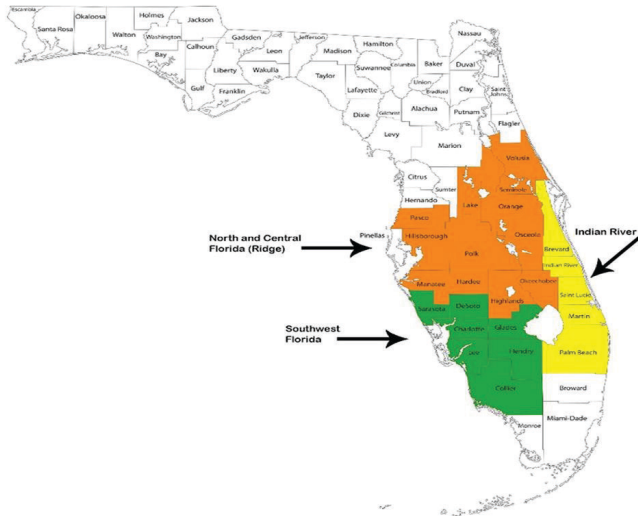 Escambia
Santa Rosa
Okaloosa
Walton
Holmes
Washington
Bay
Jackson
Calhoun
Gulf
Gadsden
Liberty
Franklin
Leon
Wakulla
Jefferson
Madison
Taylor
Hamilton
Suwannee
Lafayette
Dixie
Columbia
Gilchrist
Levy
Baker
Union
Bradford
Alachua
Marion
Nassau
Duval
Clay
Putnam
Saint
Johns
Flagler
Volusia
Citrus
Hernando
Sumter
Lake
Seminole
Orange
Pasco
Pinellas
Hillsborough
Polk
Osceola
Brevard
Indian River
Manatee
Hardee
Highlands
Okeechobee
Saint Lucie
Sarasota
DeSoto
Martin
Charlotte
Glades
Lee
Hendry
Palm Beach
Collier
Broward
Monroe
Miami-Dade
North and Central
Florida (Ridge)
Southwest
Florida
Indian River